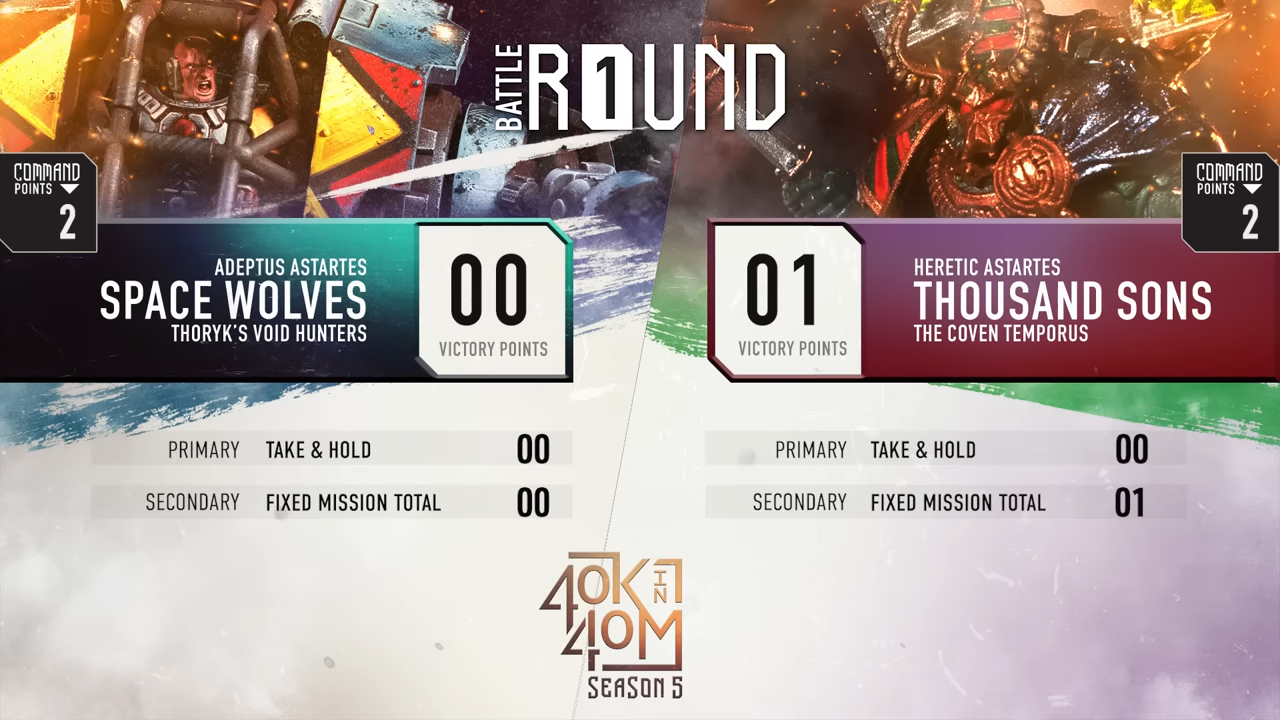 BATTLE ROUND 1
COMMAND
POINTS
2
ADEPTUS ASTARTES
SPACE WOLVES
THORYK'S VOID HUNTERS
00
VICTORY POINTS
COMMAND
POINTS
2
01
VICTORY POINTS
HERETIC ASTARTES
THOUSAND SONS
THE COVEN TEMPORUS
PRIMARY TAKE & HOLD 00
SECONDARY FIXED MISSION TOTAL 00
PRIMARY TAKE & HOLD 00
SECONDARY FIXED MISSION TOTAL 01
40K IN
40M
SEASON 5